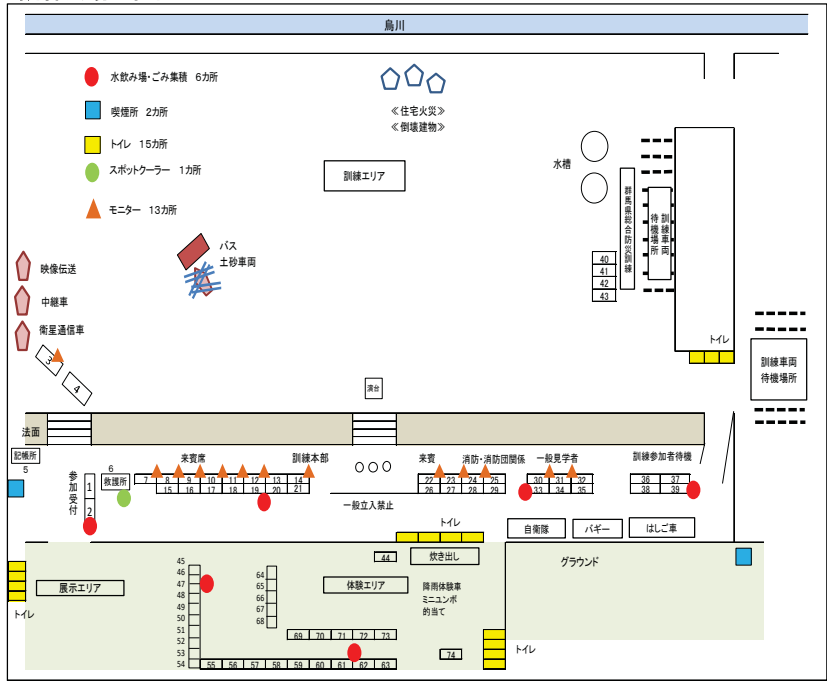 烏川
水飲み場・ごみ集積 6カ所
喫煙所 2カ所
トイレ 15カ所
スポットクーラー 1カ所
モニター 13カ所
≪住宅火災≫
≪倒壊建物≫
訓練エリア
水槽
群馬県総合防災訓練
訓練車両
待機場所
40
41
42
43
バス
土砂車両
映像伝送
中継車
衛星通信車
3
4
トイレ
訓練車両
待機場所
演台
法面
記帳所
5
参加受付
1
2
6
救護所
来賓席
訓練本部
7 8 9 10 11 12 13 14
15 16 17 18 19 20 21
一般立入禁止
来賓
消防・消防団関係
22 23 24 25
26 27 28 29
一般見学者
30 31 32
33 34 35
訓練参加者待機
36 37
38 39
トイレ
自衛隊
バギー
はしご車
44
炊き出し
グラウンド
展示エリア
トイレ
体験エリア
降雨体験車
ミニユンボ
的当て
45
46
47
48
49
50
51
52
53
54
64
65
66
67
68
69 70 71 72 73
55 56 57 58 59 60 61 62 63
74
トイレ